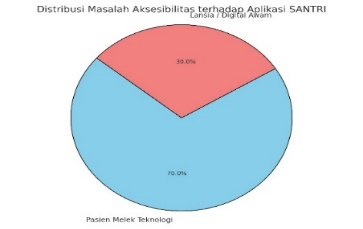 Distribusi Masalah Aksesibilitas terhadap Aplikasi SANTRI
Lansia / Digital Awam
30.0%
70.0%
Pasien Melek Teknologi